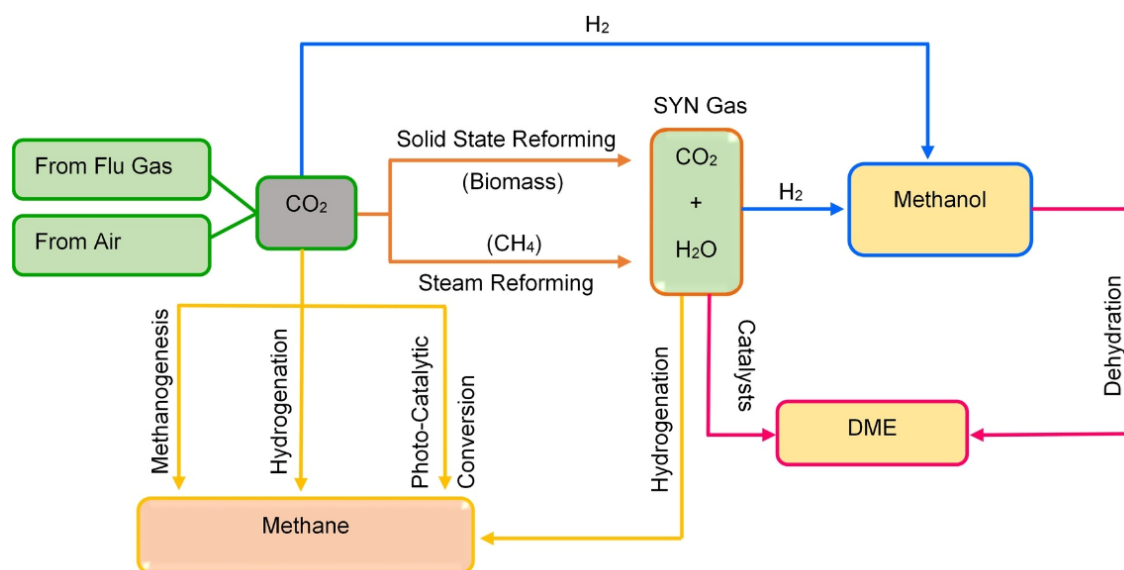 H₂
SYN Gas
Solid State Reforming
(Biomass)
From Flu Gas
From Air
CO₂
(CH₄)
Steam Reforming
CO₂
+
H₂O
H₂
Methanol
Methanogenesis
Hydrogenation
Photo-Catalytic
Conversion
Hydrogenation
Catalysts
Dehydration
DME
Methane